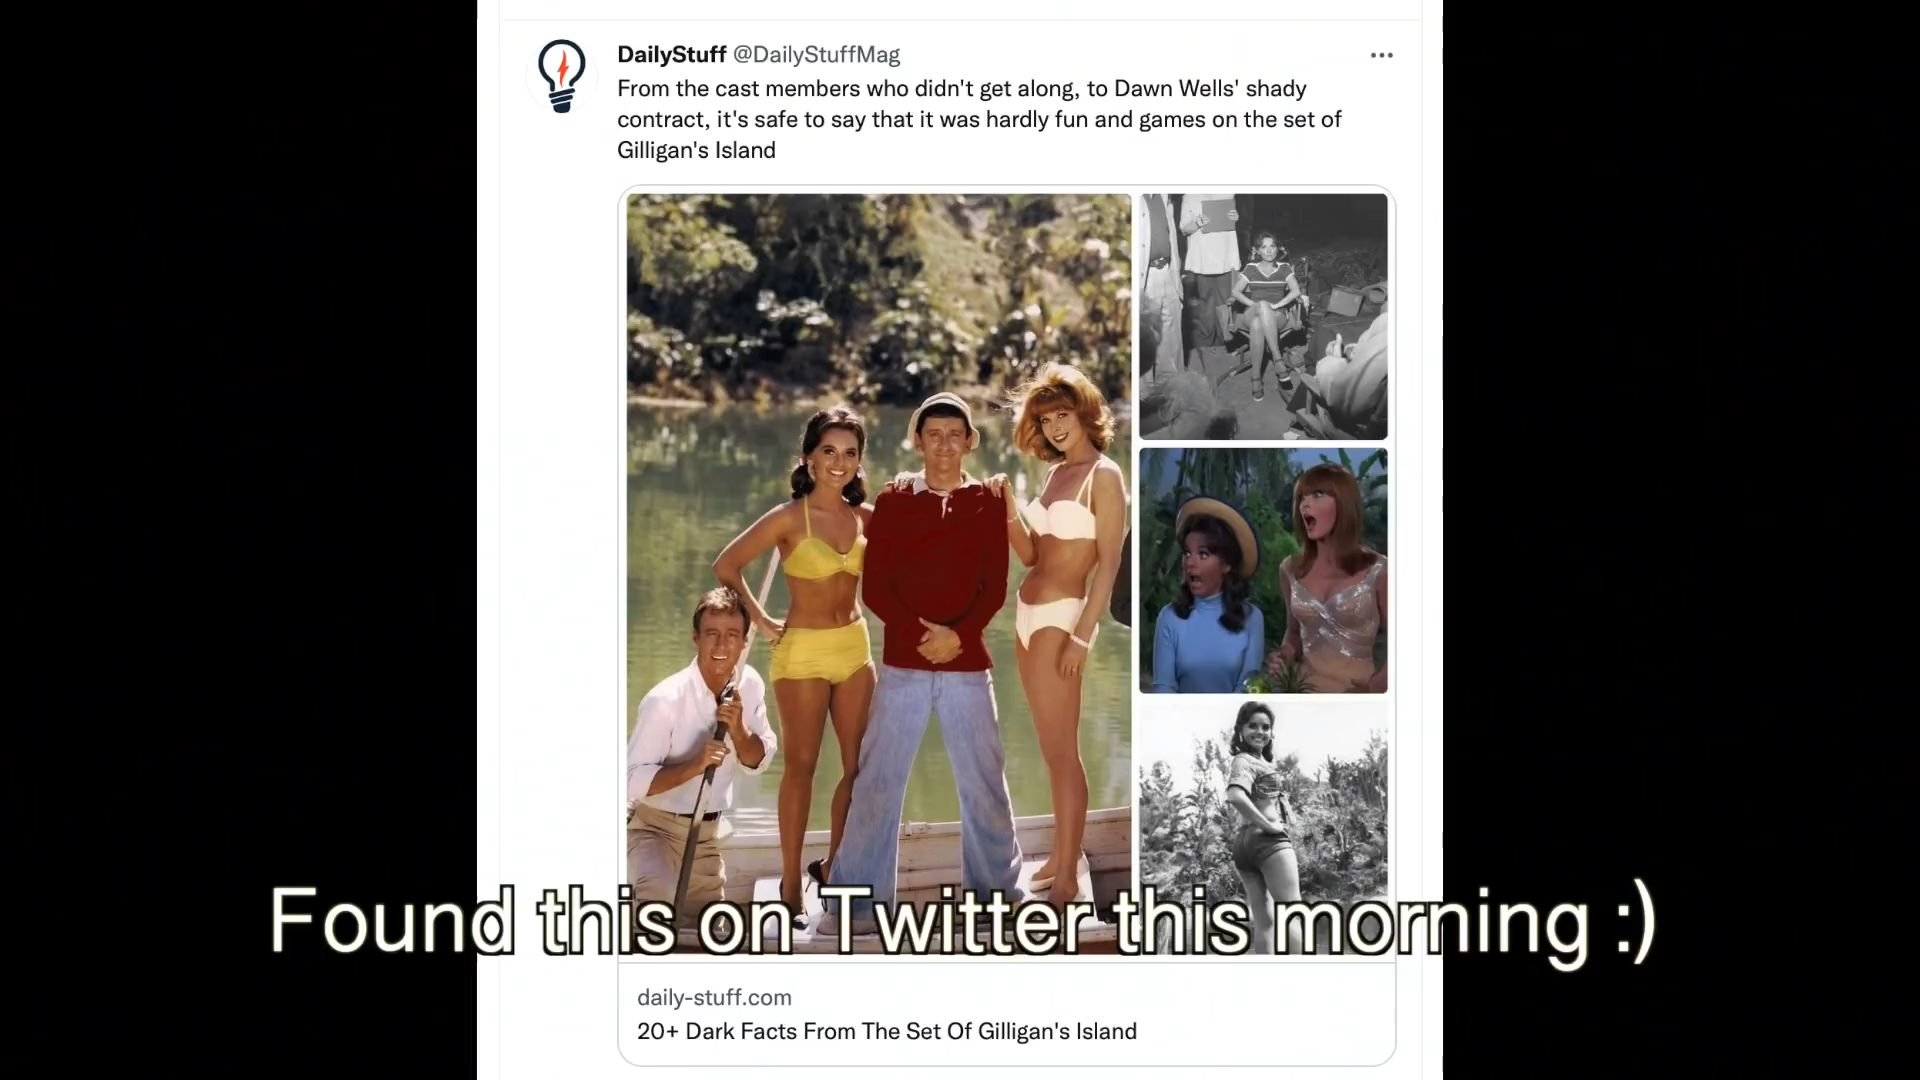 DailyStuff @DailyStuffMag
From the cast members who didn't get along, to Dawn Wells' shady
contract, it's safe to say that it was hardly fun and games on the set of
Gilligan's Island
Found this on Twitter this morning :)
daily-stuff.com
20+ Dark Facts From The Set Of Gilligan's Island